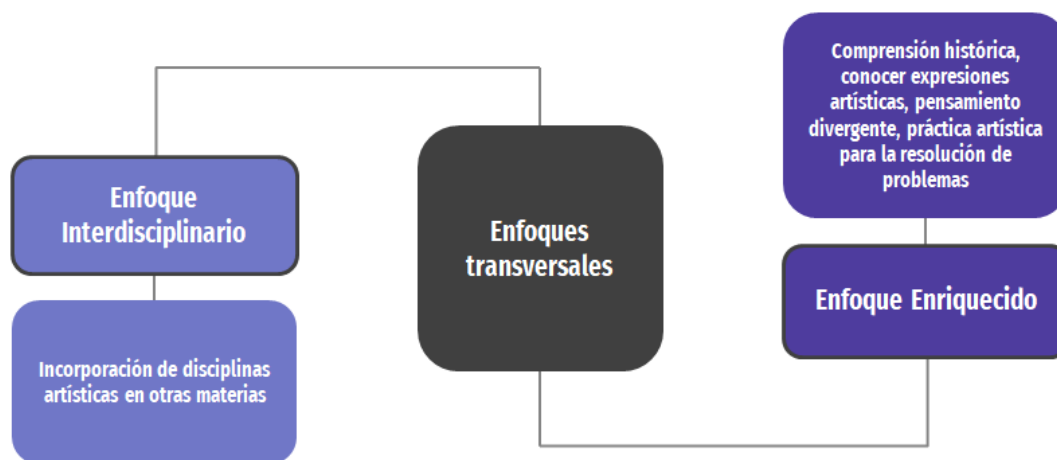 Enfoque
Interdisciplinario
Incorporación de disciplinas
artísticas en otras materias
Enfoques
transversales
Comprensión histórica,
conocer expresiones
artísticas, pensamiento
divergente, práctica artística
para la resolución de
problemas
Enfoque Enriquecido